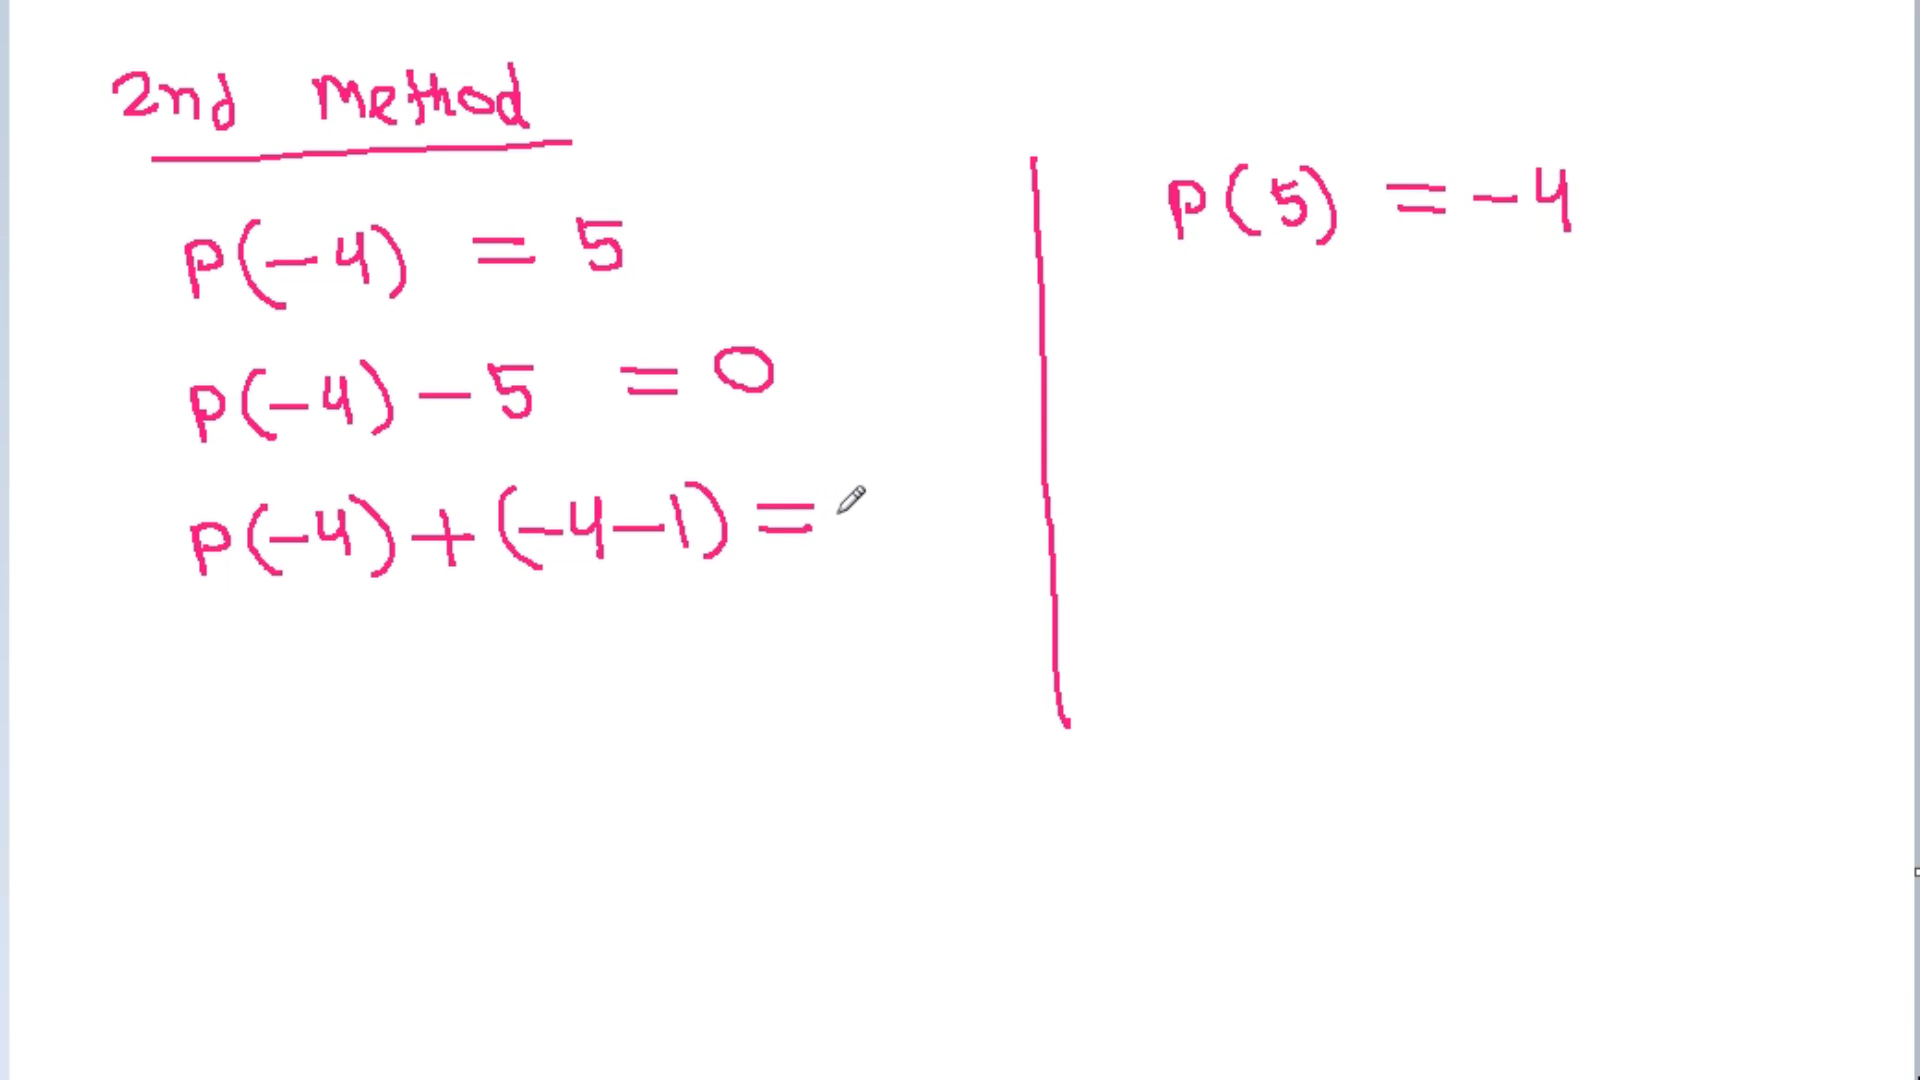 2nd Method
P(-4) = 5
P(-4) - 5 = 0
P(-4) + (-4-1) =
P(5) = -4